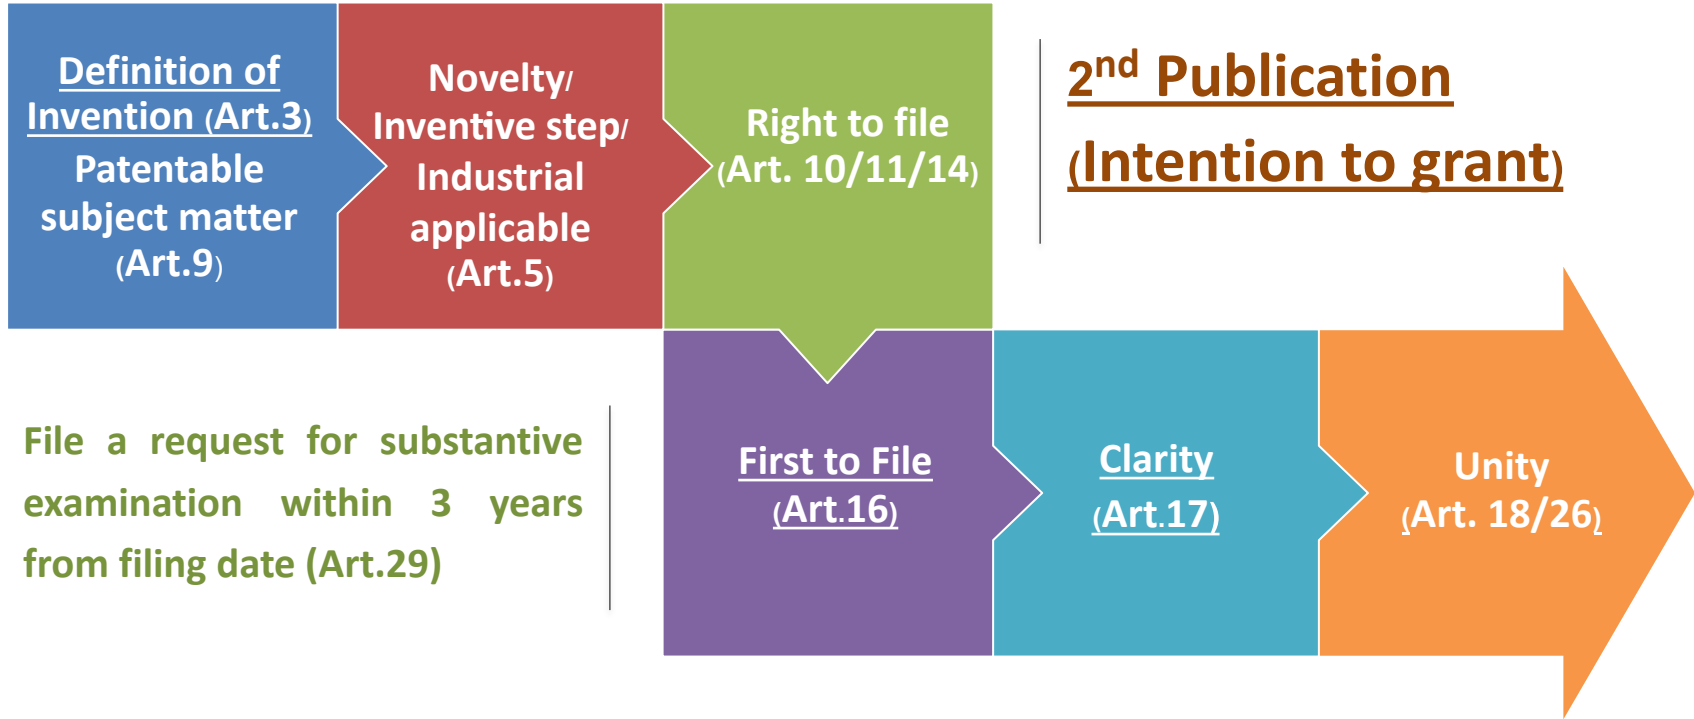 Definition of
Invention (Art.3)
Patentable
subject matter
(Art.9)
Novelty/
Inventive step/
Industrial
applicable
(Art.5)
Right to file
(Art. 10/11/14)
2nd Publication
(Intention to grant)
File a request for substantive
examination within 3 years
from filing date (Art.29)
First to File
(Art.16)
Clarity
(Art.17)
Unity
(Art. 18/26)